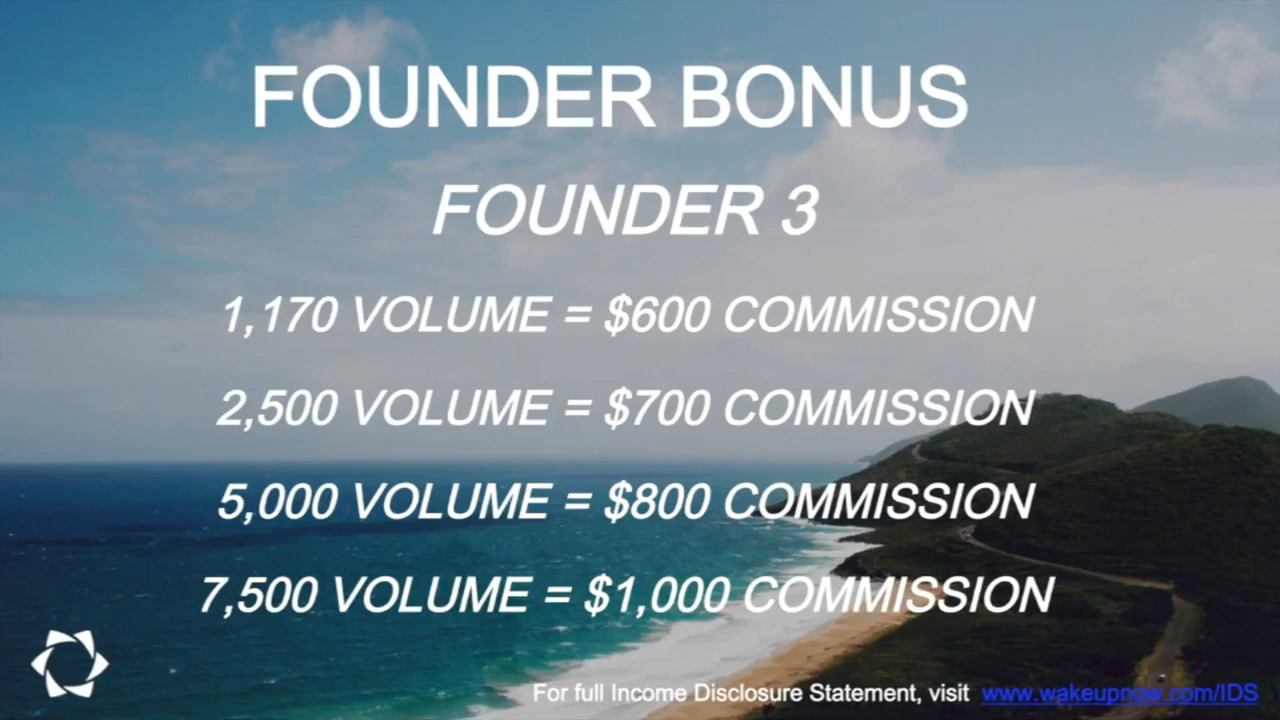 FOUNDER BONUS
FOUNDER 3
1,170 VOLUME = $600 COMMISSION
2,500 VOLUME = $700 COMMISSION
5,000 VOLUME = $800 COMMISSION
7,500 VOLUME = $1,000 COMMISSION
For full Income Disclosure Statement, visit www.wakeupnow.com/IDS